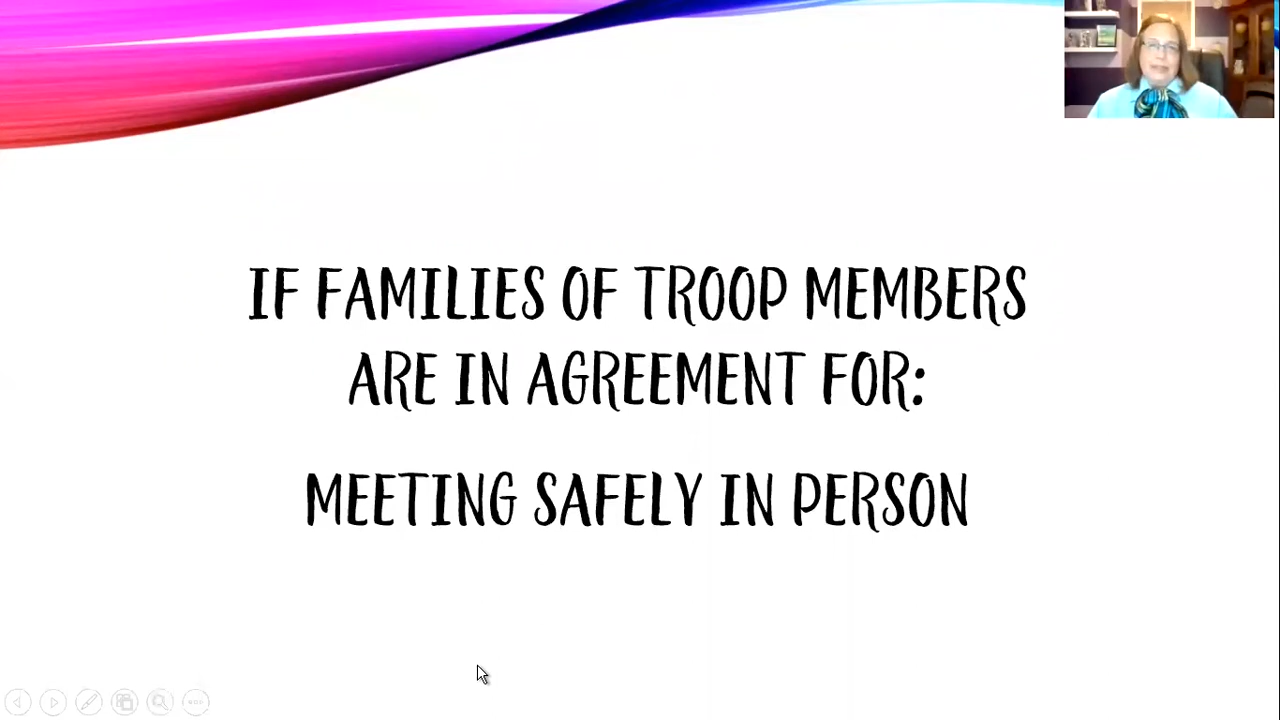 IF FAMILIES OF TROOP MEMBERS
ARE IN AGREEMENT FOR:
MEETING SAFELY IN PERSON